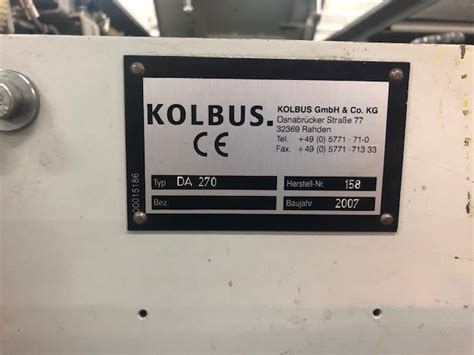 KOLBUS.
CE
KOLBUS GmbH & Co. KG
Osnabrücker Straße 77
32369 Rahden
Tel. +49 (0) 5771 · 71-0
Fax. +49 (0) 5771 · 713 33
Typ DA 270
Herstell-Nr. 158
Bez.
Baujahr 2007
00015186